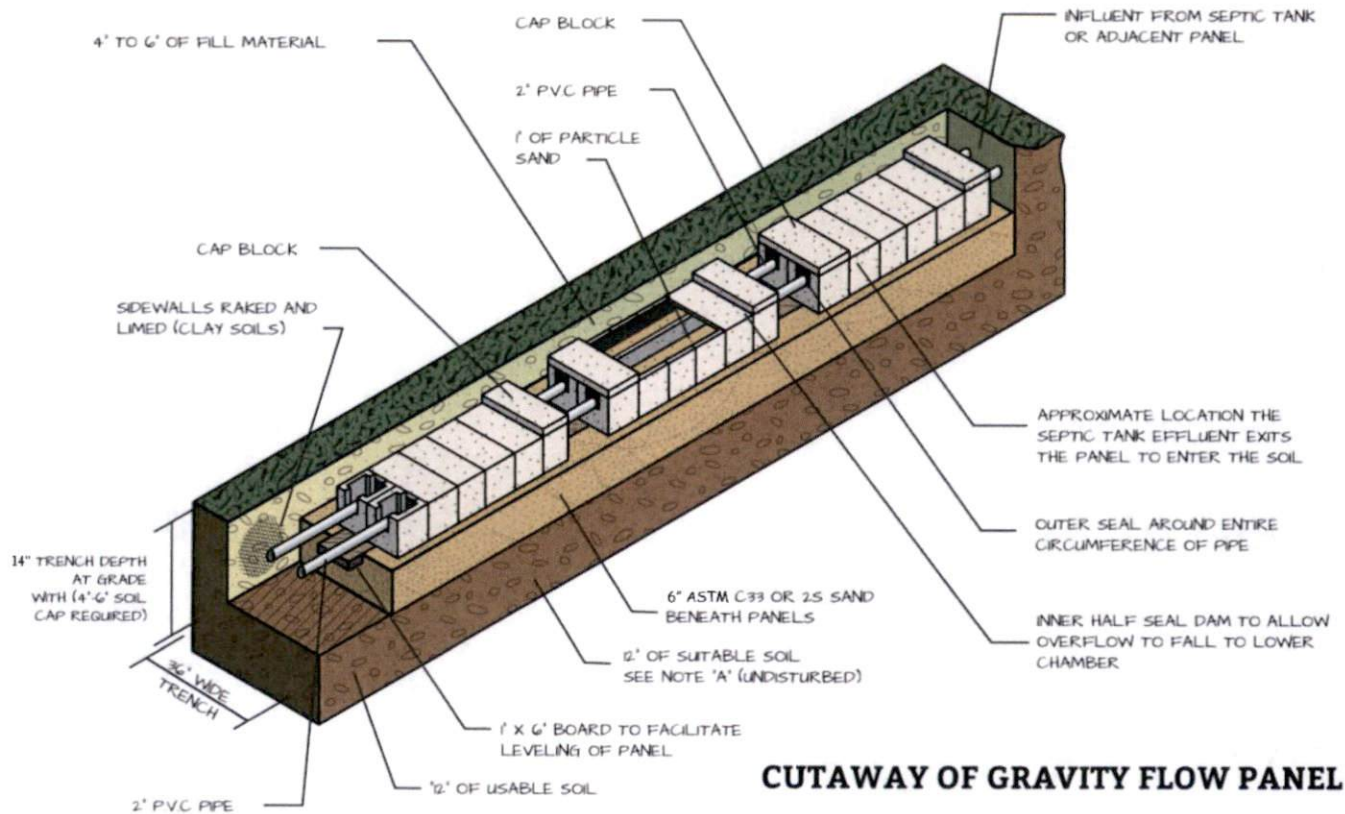 CAP BLOCK
INFLUENT FROM SEPTIC TANK
OR ADJACENT PANEL
4" TO 6" OF FILL MATERIAL
2" P.V.C PIPE
1" OF PARTICLE
SAND
CAP BLOCK
SIDEWALLS RAKED AND
LIMED (CLAY SOILS)
APPROXIMATE LOCATION THE
SEPTIC TANK EFFLUENT EXITS
THE PANEL TO ENTER THE SOIL
OUTER SEAL AROUND ENTIRE
CIRCUMFERENCE OF PIPE
14" TRENCH DEPTH
AT GRADE
WITH (4"-6" SOIL
CAP REQUIRED)
6" ASTM C33 OR 2S SAND
BENEATH PANELS
INNER HALF SEAL DAM TO ALLOW
OVERFLOW TO FALL TO LOWER
CHAMBER
12" OF SUITABLE SOIL
SEE NOTE "A" (UNDISTURBED)
36" WIDE
TRENCH
1" X 6" BOARD TO FACILITATE
LEVELING OF PANEL
"12" OF USABLE SOIL
2" P.V.C PIPE
CUTAWAY OF GRAVITY FLOW PANEL